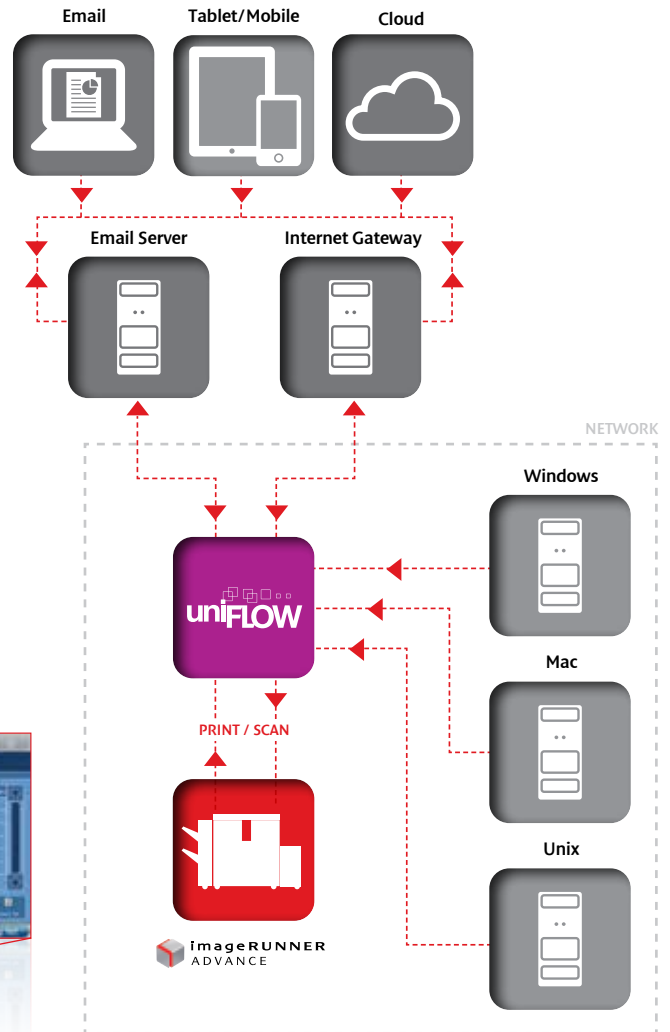 Email
Tablet/Mobile
Cloud
Email Server
Internet Gateway
NETWORK
Windows
uniFLOW
Mac
PRINT / SCAN
Unix
imageRUNNER
ADVANCE